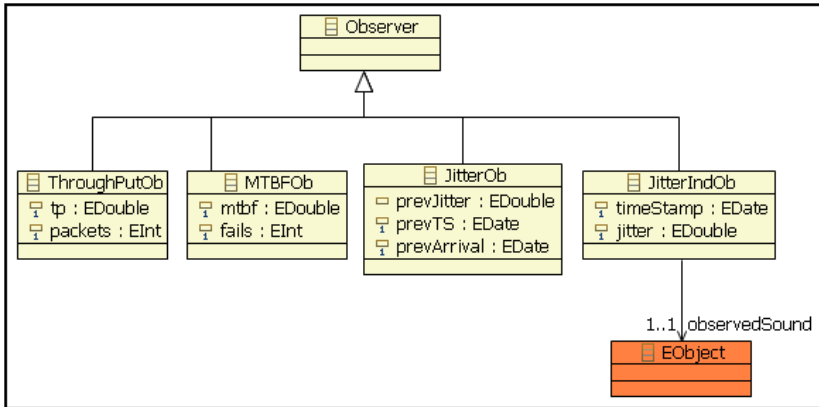 Observer
ThroughPutOb
tp : EDouble
packets : EInt
MTBFOb
mtbf : EDouble
fails : EInt
JitterOb
prevJitter : EDouble
prevTS : EDate
prevArrival : EDate
JitterIndOb
timeStamp : EDate
jitter : EDouble
1..1 observedSound
EObject